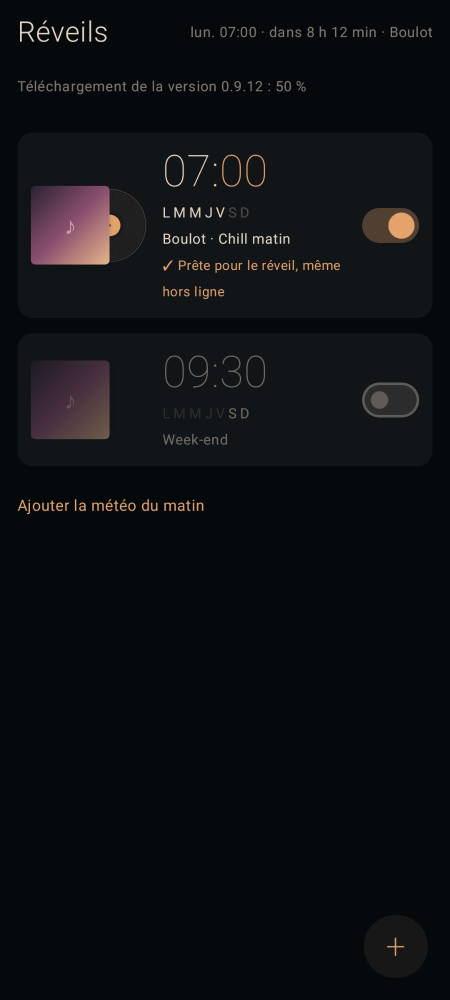 Réveils
lun. 07:00 · dans 8 h 12 min · Boulot
Téléchargement de la version 0.9.12 : 50 %
07:00
LMMJVSD
Boulot · Chill matin
✓ Prête pour le réveil, même
hors ligne
09:30
LMMJVSD
Week-end
Ajouter la météo du matin